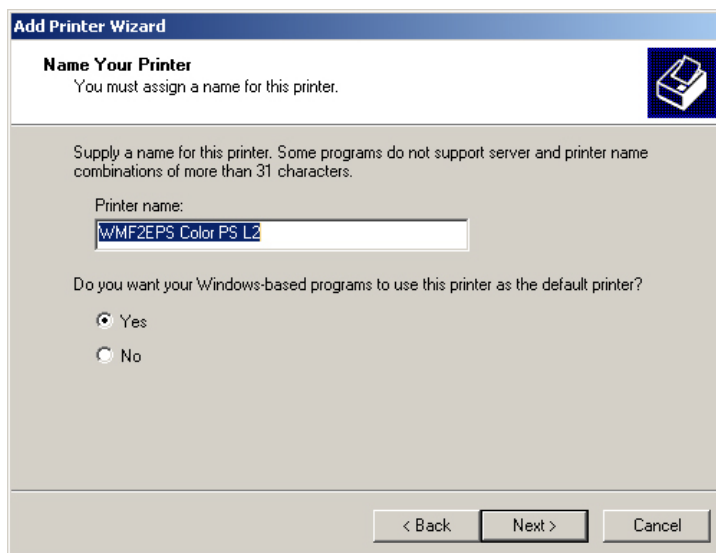 Add Printer Wizard
Name Your Printer
You must assign a name for this printer.
Supply a name for this printer. Some programs do not support server and printer name
combinations of more than 31 characters.
Printer name:
WMF2EPS Color PS L2
Do you want your Windows-based programs to use this printer as the default printer?
Yes
No
< Back
Next >
Cancel